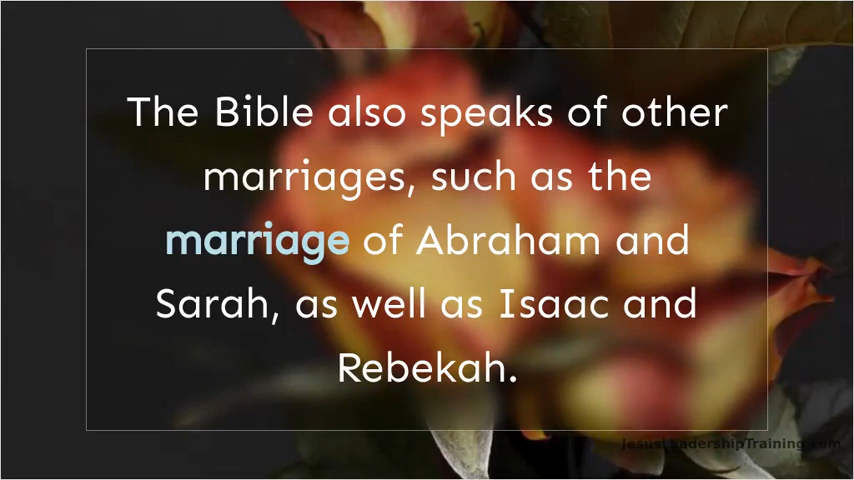 The Bible also speaks of other
marriages, such as the
marriage of Abraham and
Sarah, as well as Isaac and
Rebekah.
JesusLeadershipTraining.com